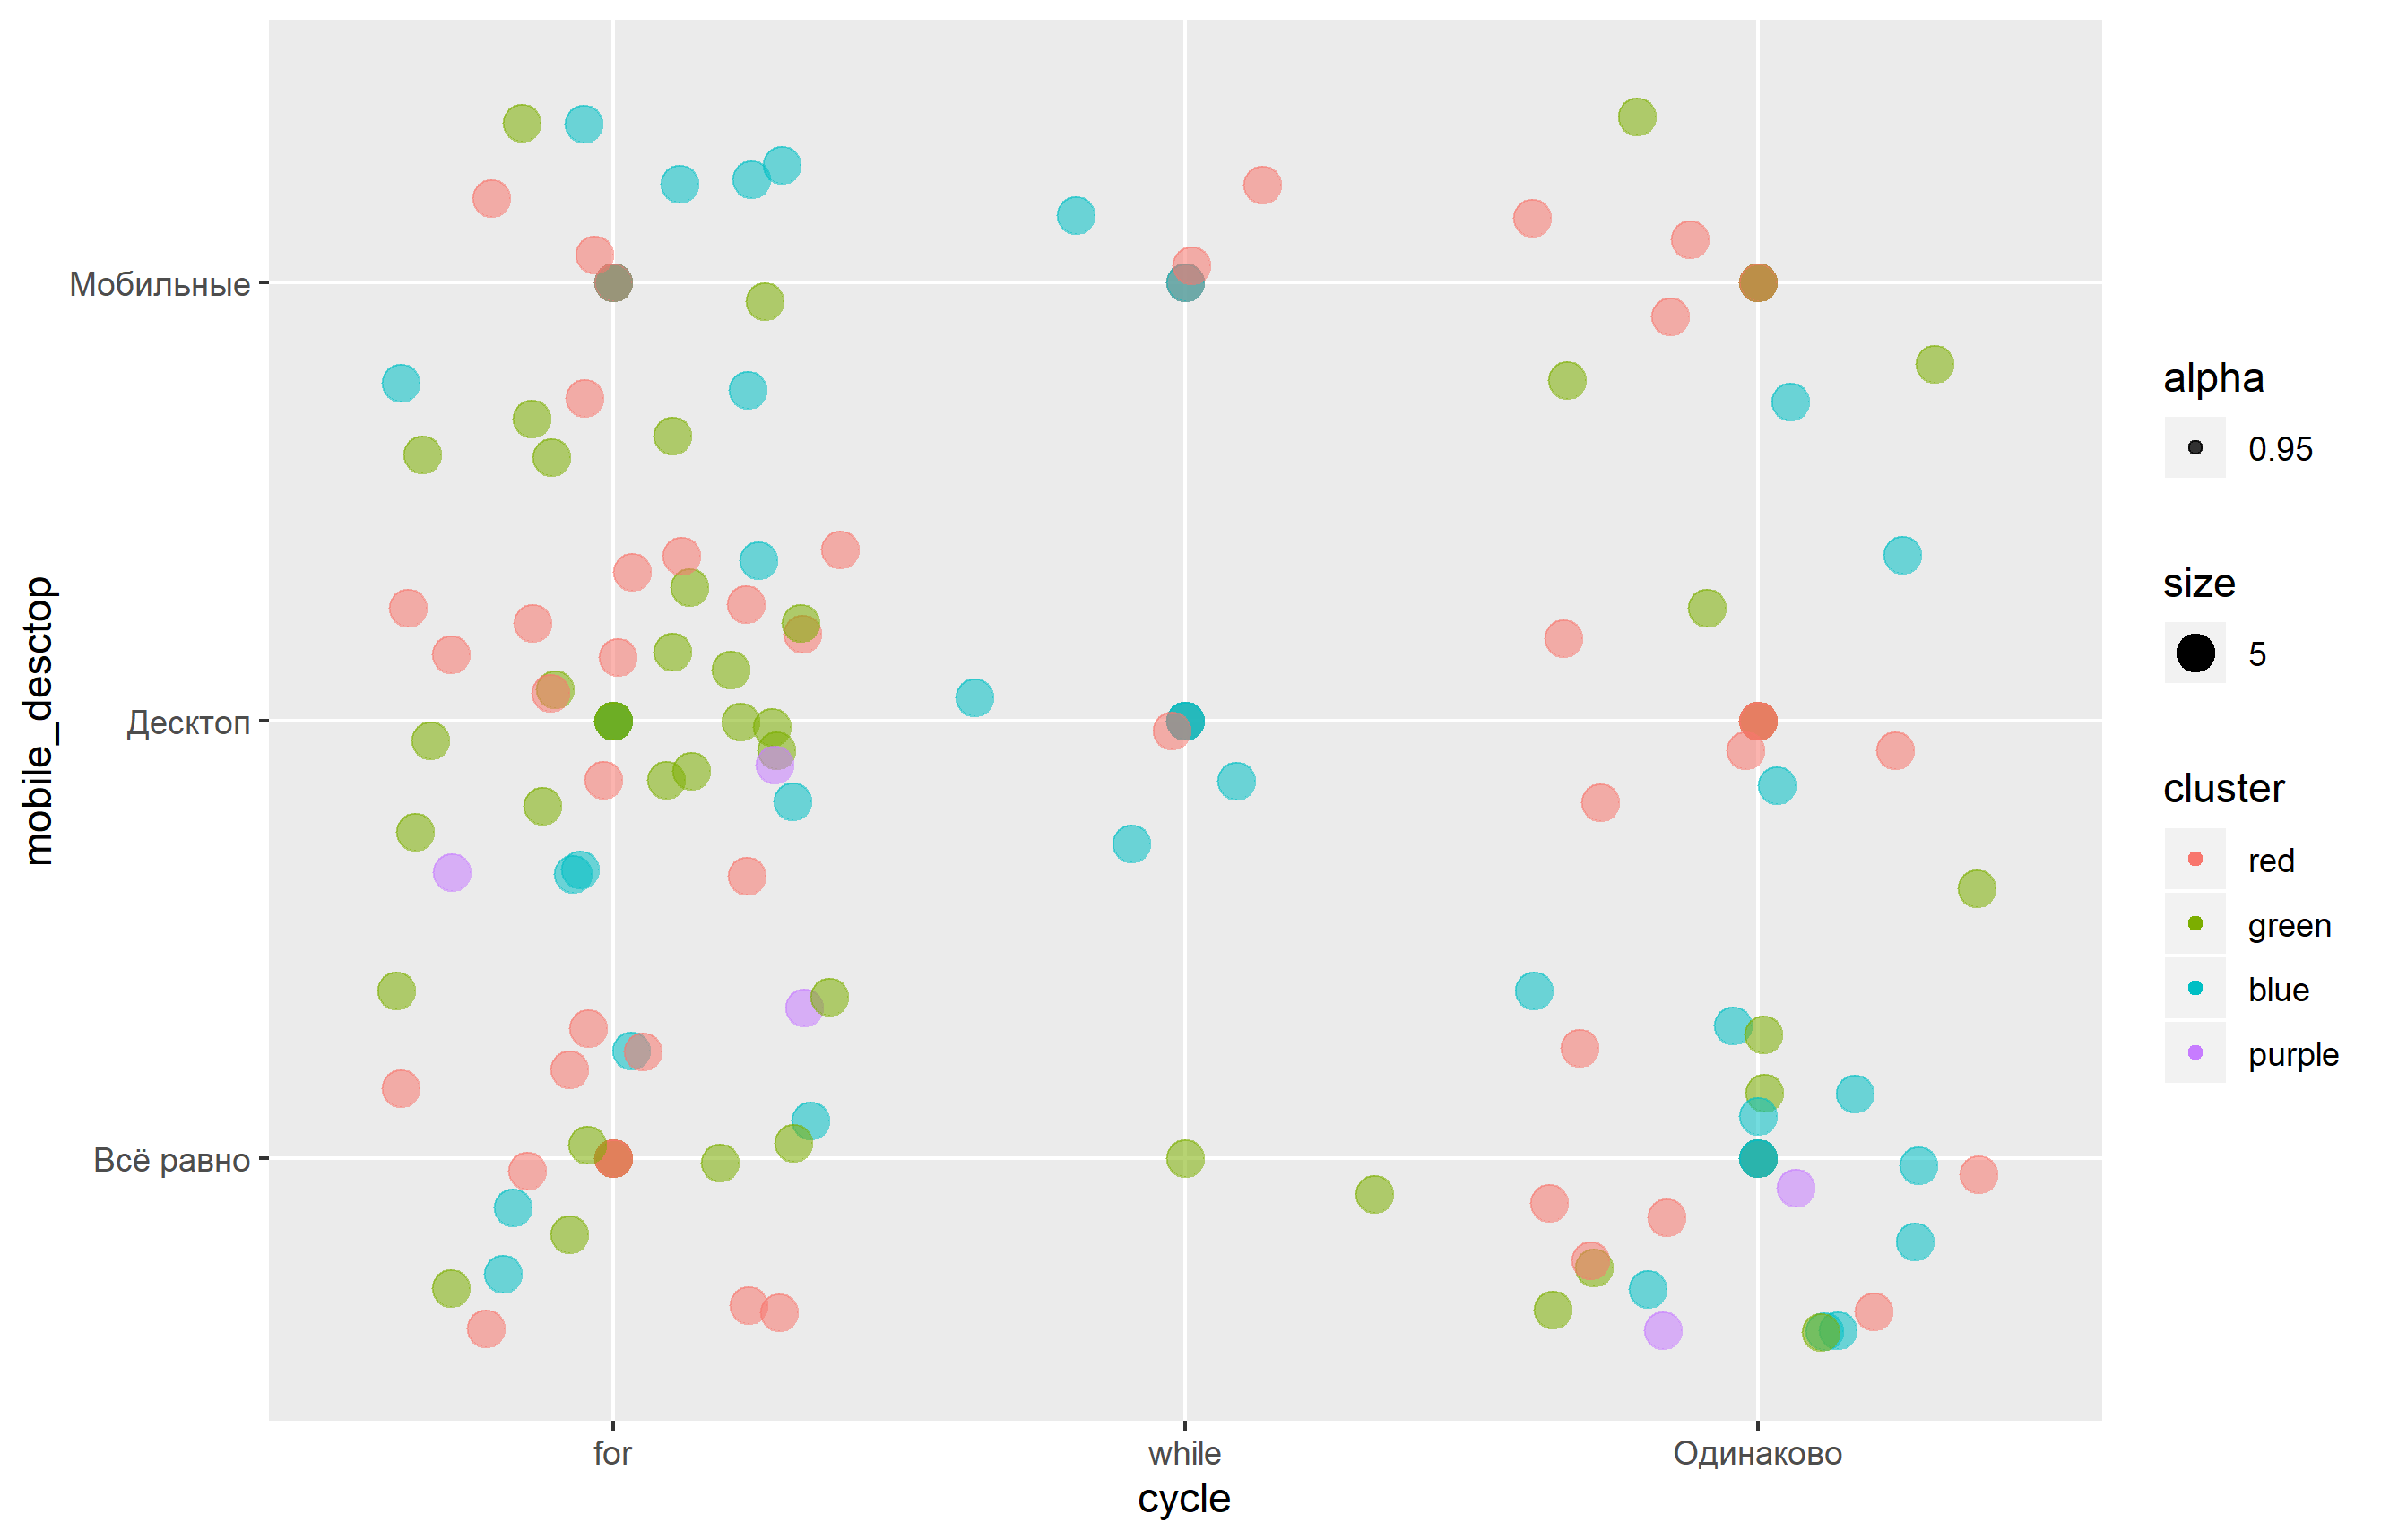 mobile_desctop
Мобильные
Десктоп
Всё равно
for
while
Одинаково
cycle
alpha
0.95
size
5
cluster
red
green
blue
purple